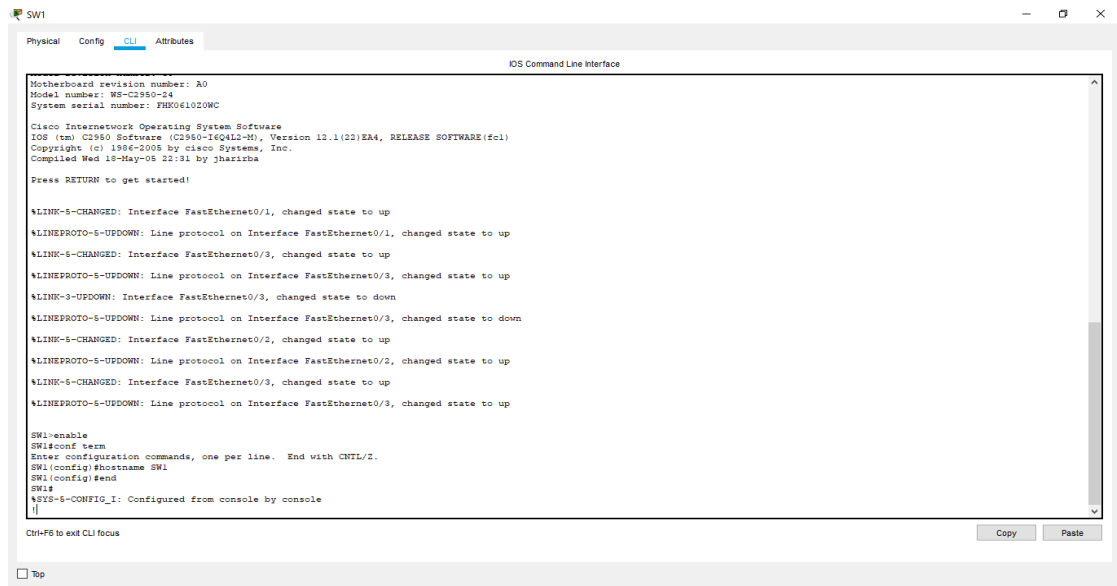 SW1
Physical Config CLI Attributes
IOS Command Line Interface
Motherboard revision number: A0
Model number: WS-C2950-24
System serial number: FHK0610Z0WC
Cisco Internetwork Operating System Software
IOS (tm) C2950 Software (C2950-I6Q4L2-M), Version 12.1(22)EA4, RELEASE SOFTWARE(fc1)
Copyright (c) 1986-2005 by cisco Systems, Inc.
Compiled Wed 18-May-05 22:31 by jharirba
Press RETURN to get started!
%LINK-5-CHANGED: Interface FastEthernet0/1, changed state to up
%LINEPROTO-5-UPDOWN: Line protocol on Interface FastEthernet0/1, changed state to up
%LINK-5-CHANGED: Interface FastEthernet0/3, changed state to up
%LINEPROTO-5-UPDOWN: Line protocol on Interface FastEthernet0/3, changed state to up
%LINK-3-UPDOWN: Interface FastEthernet0/3, changed state to down
%LINEPROTO-5-UPDOWN: Line protocol on Interface FastEthernet0/3, changed state to down
%LINK-5-CHANGED: Interface FastEthernet0/2, changed state to up
%LINEPROTO-5-UPDOWN: Line protocol on Interface FastEthernet0/2, changed state to up
%LINK-5-CHANGED: Interface FastEthernet0/3, changed state to up
%LINEPROTO-5-UPDOWN: Line protocol on Interface FastEthernet0/3, changed state to up
SW1>enable
SW1#conf term
Enter configuration commands, one per line. End with CNTL/Z.
SW1(config)#hostname SW1
SW1(config)#end
SW1#
%SYS-5-CONFIG_I: Configured from console by console
!
Ctrl+F6 to exit CLI focus
Copy Paste
Top